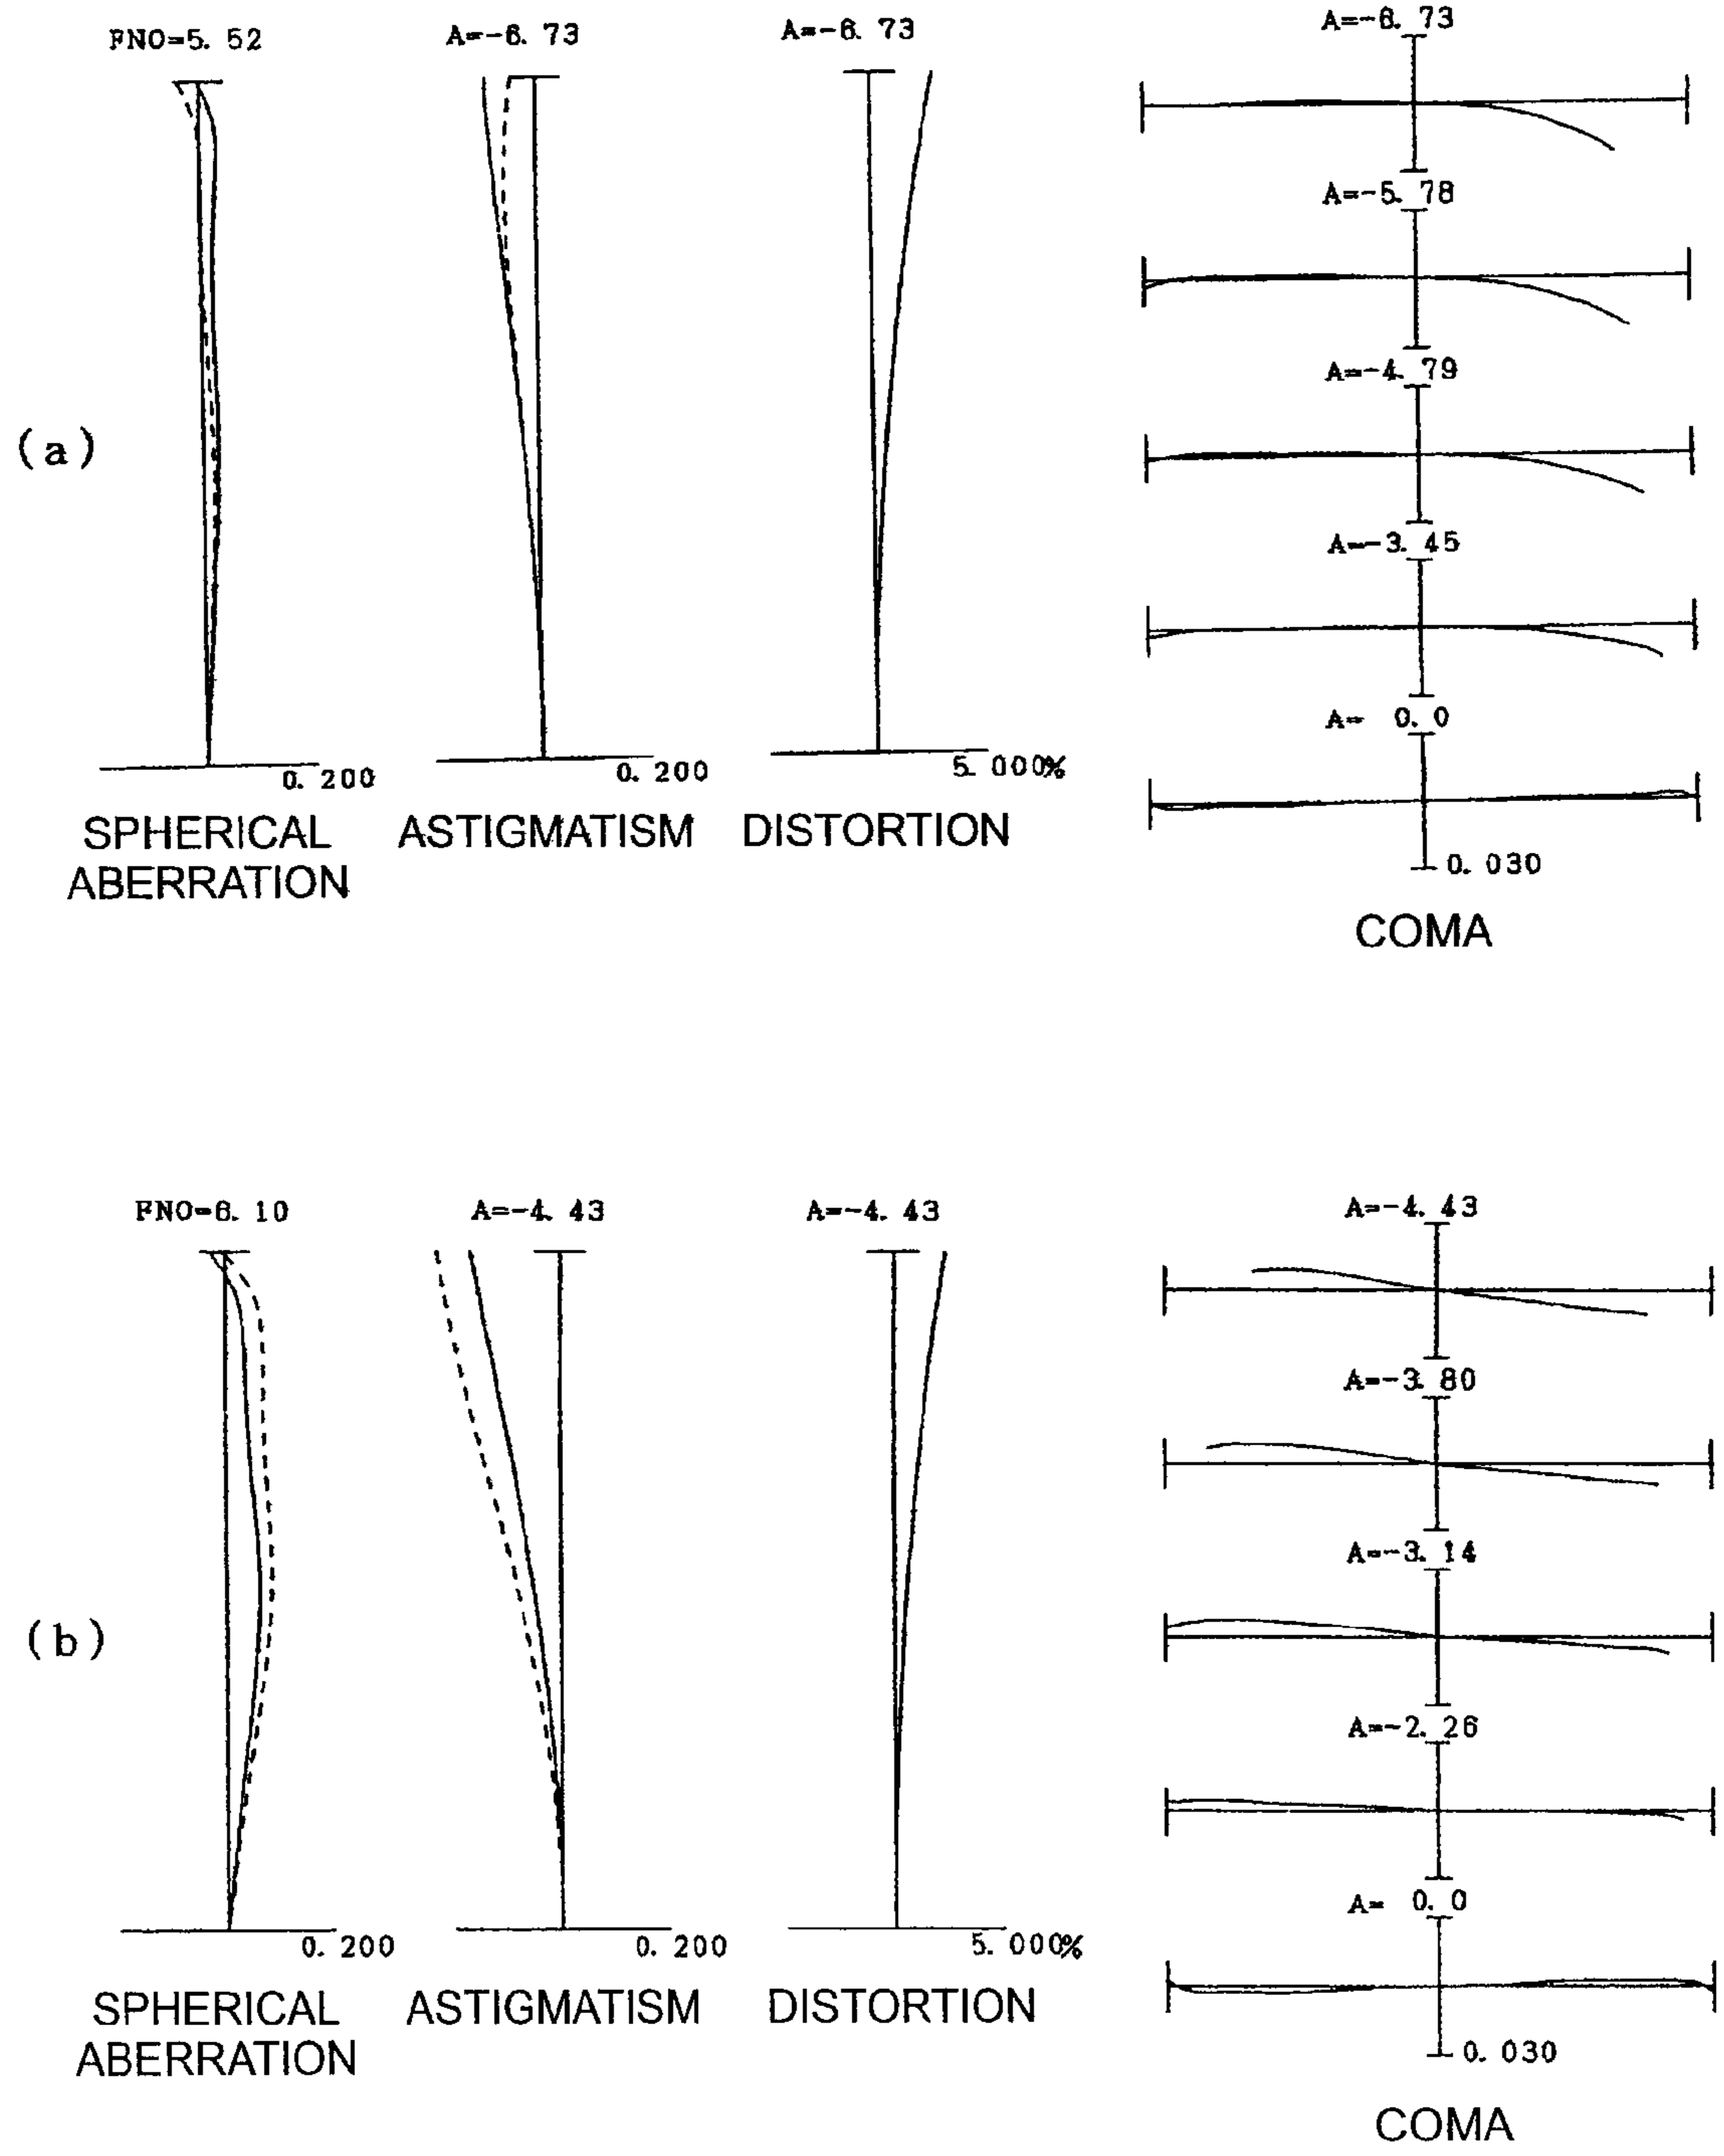 (a)
FNO=5. 52
SPHERICAL
ABERRATION
0. 200
A=-6. 73
0. 200
ASTIGMATISM
A=-6. 73
5. 000%
DISTORTION
A=-6. 73
A=-5. 78
A=-4. 79
A=-3. 45
A= 0. 0
0. 030
COMA
(b)
FNO=6. 10
0. 200
SPHERICAL
ABERRATION
A=-4. 43
0. 200
ASTIGMATISM
A=-4. 43
5. 000%
DISTORTION
A=-4. 43
A=-3. 80
A=-3. 14
A=-2. 26
A= 0. 0
0. 030
COMA